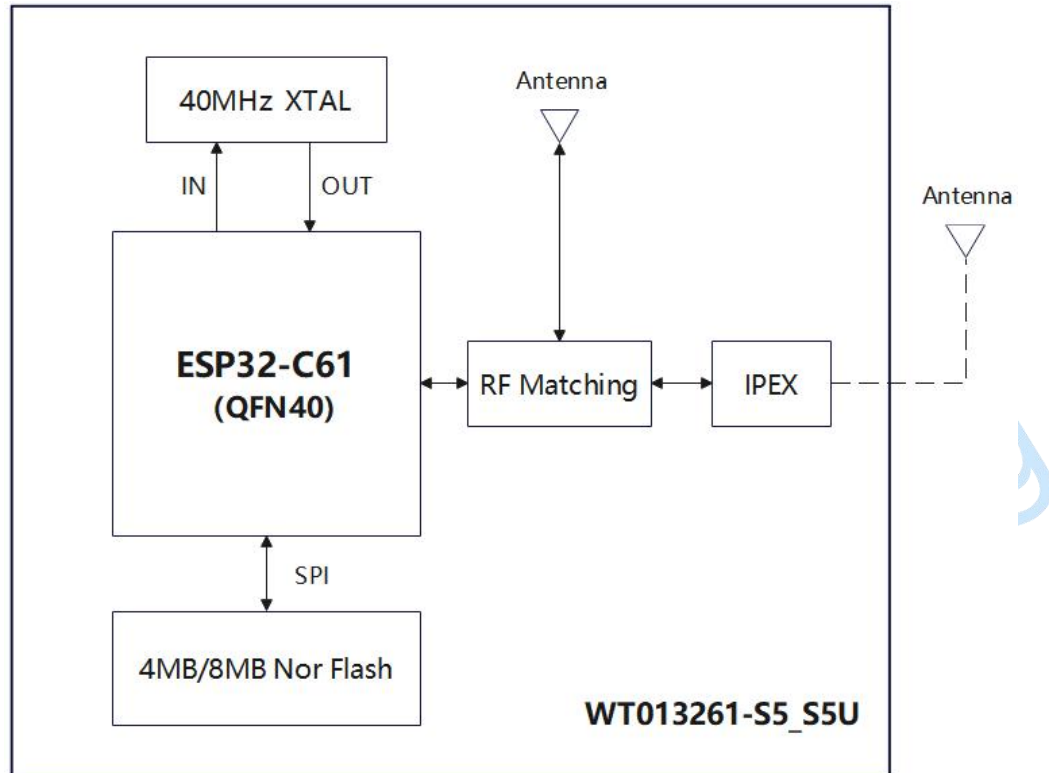 40MHz XTAL
Antenna
IN
OUT
Antenna
ESP32-C61
(QFN40)
RF Matching
IPEX
SPI
4MB/8MB Nor Flash
WT013261-S5_S5U